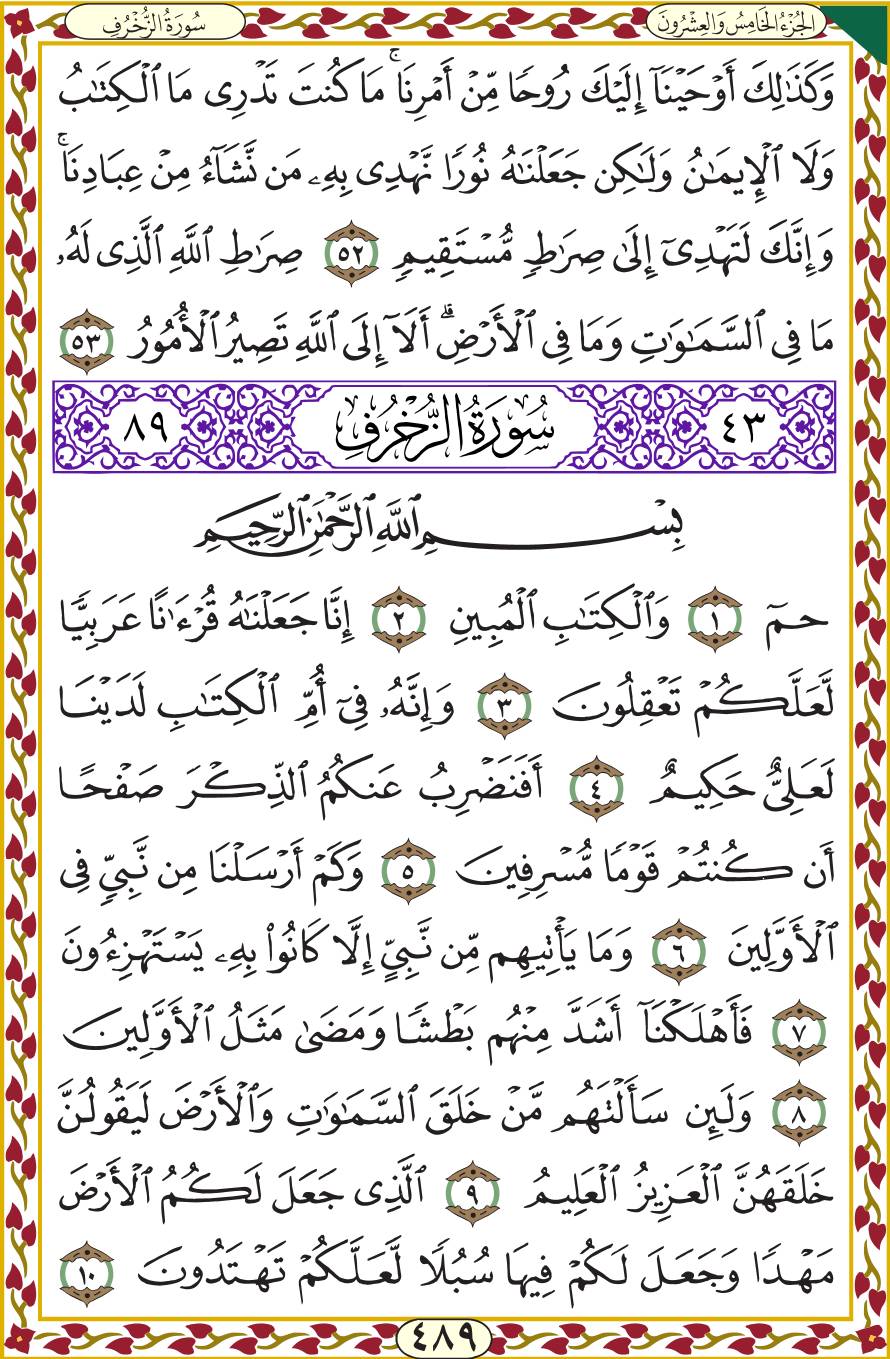 الجُزْءُ الخَامِسُ وَالعِشْرُونَ
سُورَةُ الزُّخْرُفِ
وَكَذَٰلِكَ أَوْحَيْنَآ إِلَيْكَ رُوحًا مِّنْ أَمْرِنَا ۚ مَا كُنتَ تَدْرِى مَا ٱلْكِتَٰبُ
وَلَا ٱلْإِيمَٰنُ وَلَٰكِن جَعَلْنَٰهُ نُورًا نَّهْدِى بِهِۦ مَن نَّشَآءُ مِنْ عِبَادِنَا ۚ
وَإِنَّكَ لَتَهْدِىٓ إِلَىٰ صِرَٰطٍ مُّسْتَقِيمٍ ٥٢ صِرَٰطِ ٱللَّهِ ٱلَّذِى لَهُۥ
مَا فِى ٱلسَّمَٰوَٰتِ وَمَا فِى ٱلْأَرْضِ ۗ أَلَآ إِلَى ٱللَّهِ تَصِيرُ ٱلْأُمُورُ ٥٣
٤٣ سُورَةُ الزُّخْرُفِ ٨٩
بِسْمِ ٱللَّهِ ٱلرَّحْمَٰنِ ٱلرَّحِيمِ
حمٓ ١ وَٱلْكِتَٰبِ ٱلْمُبِينِ ٢ إِنَّا جَعَلْنَٰهُ قُرْءَٰنًا عَرَبِيًّا
لَّعَلَّكُمْ تَعْقِلُونَ ٣ وَإِنَّهُۥ فِىٓ أُمِّ ٱلْكِتَٰبِ لَدَيْنَا
لَعَلِىٌّ حَكِيمٌ ٤ أَفَنَضْرِبُ عَنكُمُ ٱلذِّكْرَ صَفْحًا
أَن كُنتُمْ قَوْمًا مُّسْرِفِينَ ٥ وَكَمْ أَرْسَلْنَا مِن نَّبِىٍّ فِى
ٱلْأَوَّلِينَ ٦ وَمَا يَأْتِيهِم مِّن نَّبِىٍّ إِلَّا كَانُوا۟ بِهِۦ يَسْتَهْزِءُونَ
٧ فَأَهْلَكْنَآ أَشَدَّ مِنْهُم بَطْشًا وَمَضَىٰ مَثَلُ ٱلْأَوَّلِينَ
٨ وَلَئِن سَأَلْتَهُم مَّنْ خَلَقَ ٱلسَّمَٰوَٰتِ وَٱلْأَرْضَ لَيَقُولُنَّ
خَلَقَهُنَّ ٱلْعَزِيزُ ٱلْعَلِيمُ ٩ ٱلَّذِى جَعَلَ لَكُمُ ٱلْأَرْضَ
مَهْدًا وَجَعَلَ لَكُمْ فِيهَا سُبُلًا لَّعَلَّكُمْ تَهْتَدُونَ ١٠
٤٨٩